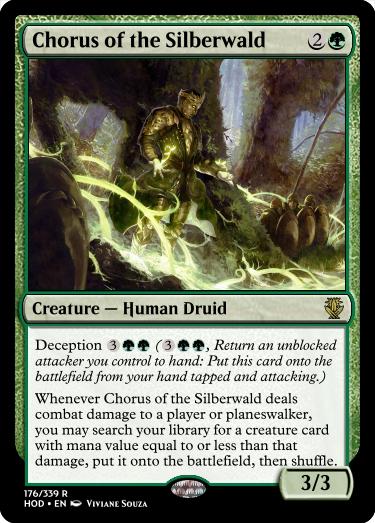 Chorus of the Silberwald 2
Creature — Human Druid
Deception 3 ( 3 , Return an unblocked
attacker you control to hand: Put this card onto the
battlefield from your hand tapped and attacking.)
Whenever Chorus of the Silberwald deals
combat damage to a player or planeswalker,
you may search your library for a creature card
with mana value equal to or less than that
damage, put it onto the battlefield, then shuffle.
3/3
176/339 R
HOD • EN Viviane Souza